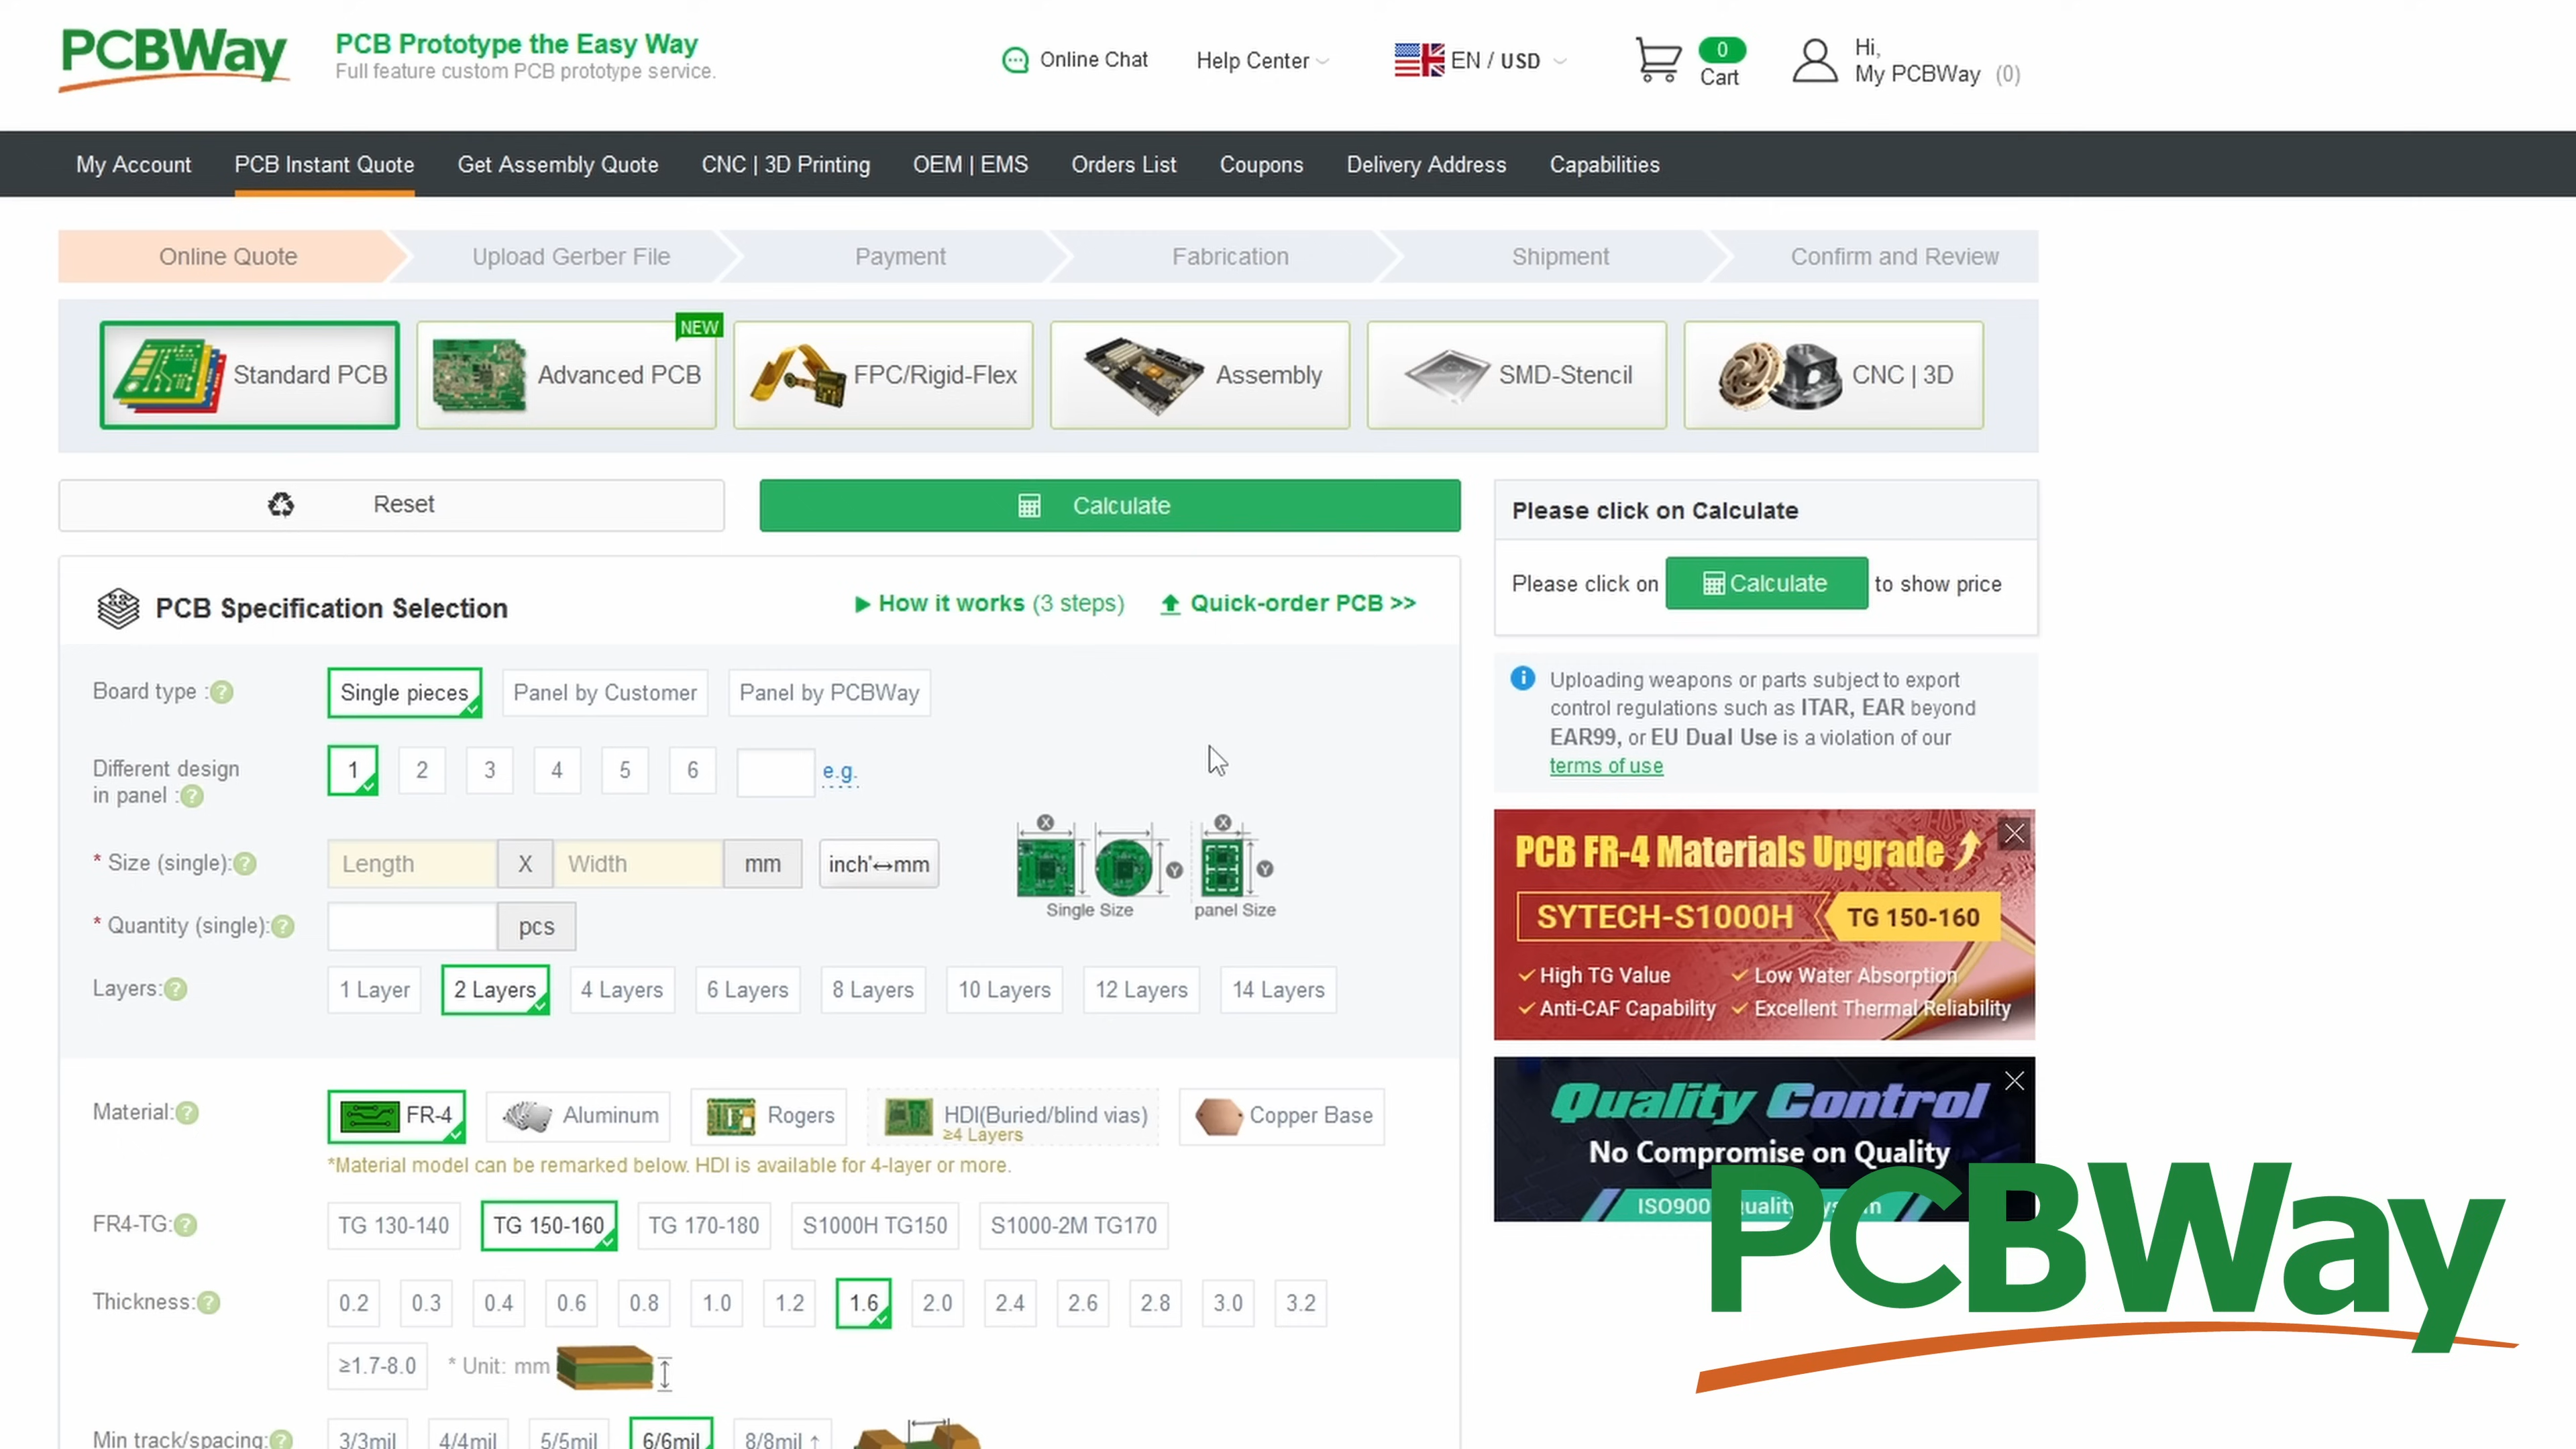 PCBWay
PCB Prototype the Easy Way
Full feature custom PCB prototype service.
Online Chat
Help Center
EN / USD
0
Cart
Hi,
My PCBWay (0)
My Account
PCB Instant Quote
Get Assembly Quote
CNC | 3D Printing
OEM | EMS
Orders List
Coupons
Delivery Address
Capabilities
Online Quote
Upload Gerber File
Payment
Fabrication
Shipment
Confirm and Review
Standard PCB
NEW
Advanced PCB
FPC/Rigid-Flex
Assembly
SMD-Stencil
CNC | 3D
Reset
Calculate
Please click on Calculate
Please click on Calculate to show price
PCB Specification Selection
How it works (3 steps)
Quick-order PCB >>
Board type :?
Single pieces
Panel by Customer
Panel by PCBWay
Different design
in panel :?
1
2
3
4
5
6
e.g.
* Size (single):?
Length
X
Width
mm
inch'↔mm
X
Y
Single Size
X
Y
panel Size
* Quantity (single):?
pcs
Layers:?
1 Layer
2 Layers
4 Layers
6 Layers
8 Layers
10 Layers
12 Layers
14 Layers
Uploading weapons or parts subject to export
control regulations such as ITAR, EAR beyond
EAR99, or EU Dual Use is a violation of our
terms of use
PCB FR-4 Materials Upgrade
SYTECH-S1000H
TG 150-160
High TG Value
Low Water Absorption
Anti-CAF Capability
Excellent Thermal Reliability
Quality Control
No Compromise on Quality
Material:?
FR-4
Aluminum
Rogers
HDI(Buried/blind vias)
≥4 Layers
Copper Base
*Material model can be remarked below. HDI is available for 4-layer or more.
FR4-TG:?
TG 130-140
TG 150-160
TG 170-180
S1000H TG150
S1000-2M TG170
Thickness:?
0.2
0.3
0.4
0.6
0.8
1.0
1.2
1.6
2.0
2.4
2.6
2.8
3.0
3.2
≥1.7-8.0
* Unit: mm
Min track/spacing:?
3/3mil
4/4mil
5/5mil
6/6mil
8/8mil ↑
PCBWay